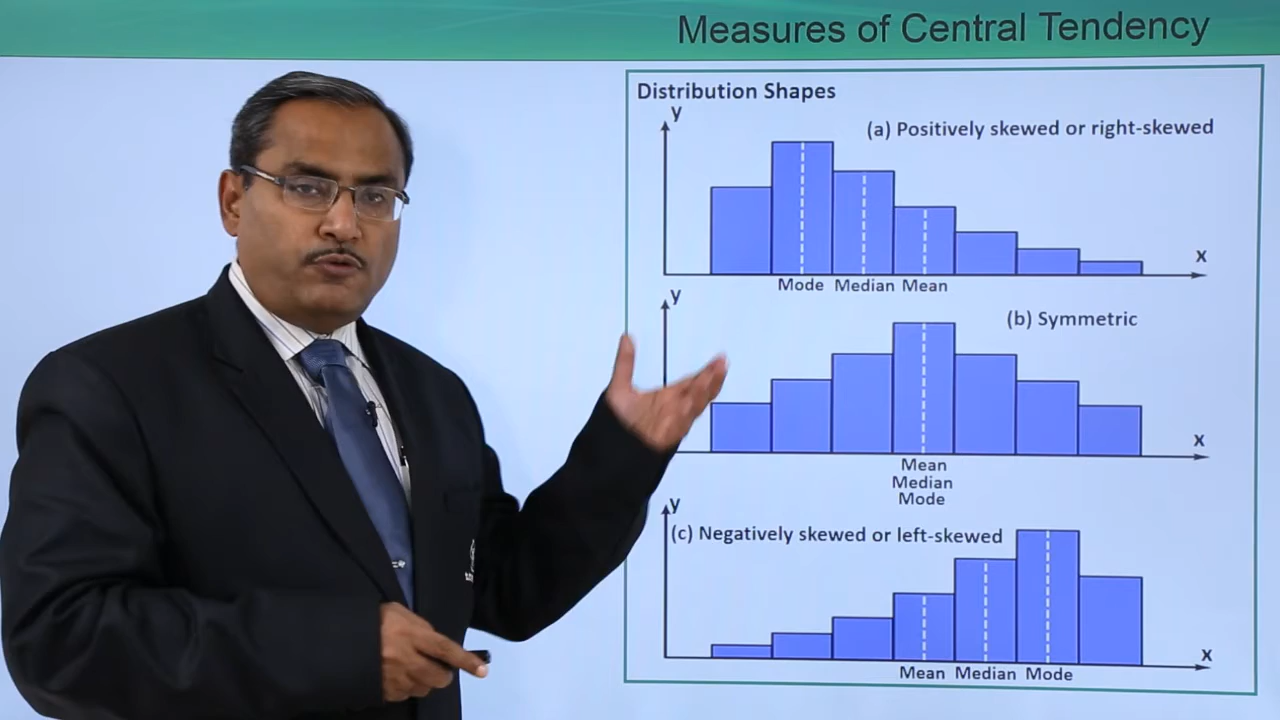 Measures of Central Tendency
Distribution Shapes
y
(a) Positively skewed or right-skewed
x
Mode Median Mean
y
(b) Symmetric
x
Mean
Median
Mode
y
(c) Negatively skewed or left-skewed
x
Mean Median Mode